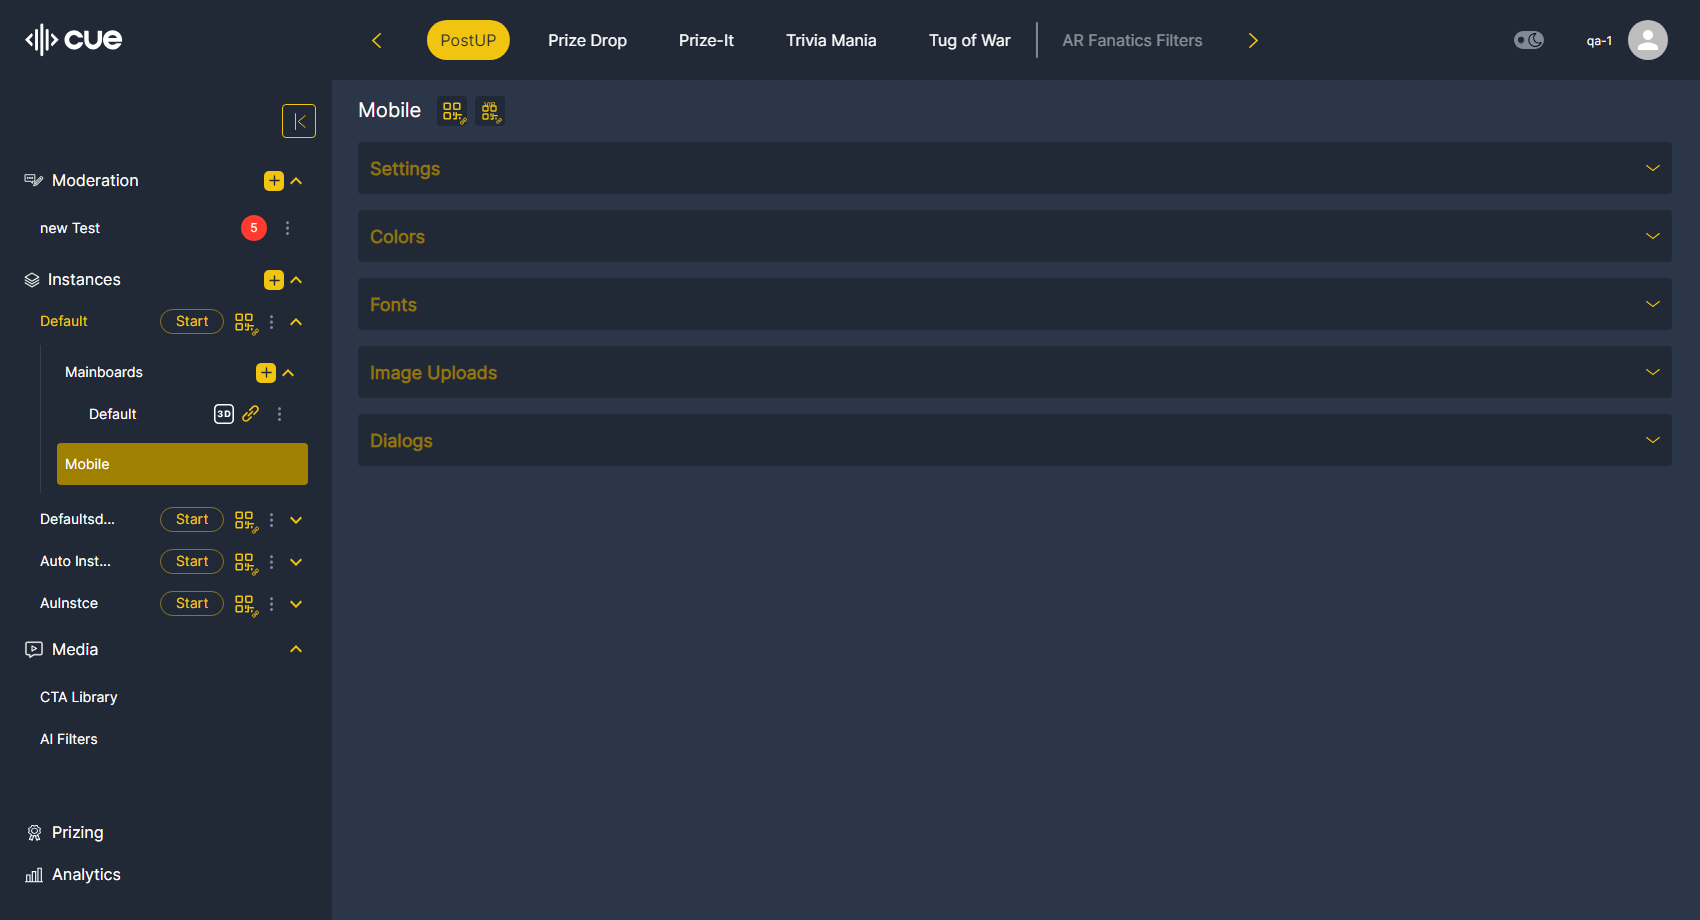 cue
PostUP
Prize Drop
Prize-It
Trivia Mania
Tug of War
AR Fanatics Filters
qa-1
Moderation
new Test
5
Instances
Default
Start
Mainboards
Default
3D
Mobile
Defaultsd...
Start
Auto Inst...
Start
AuInstce
Start
Media
CTA Library
AI Filters
Prizing
Analytics
Mobile
VIP
Settings
Colors
Fonts
Image Uploads
Dialogs